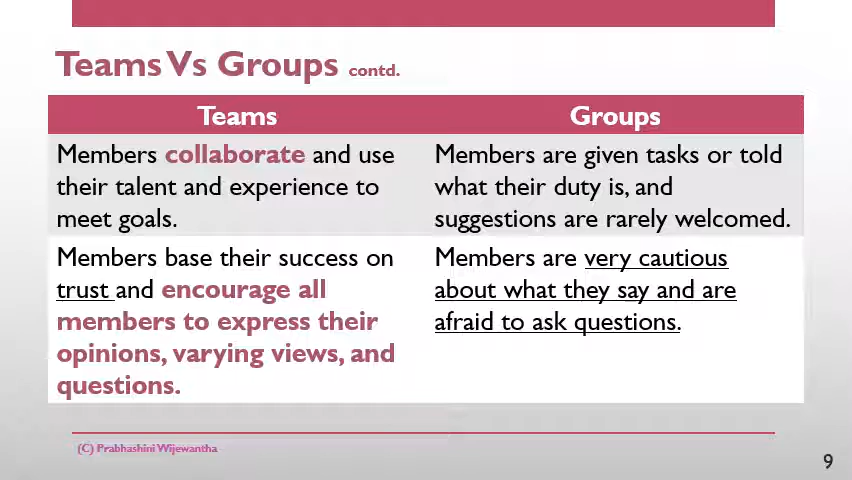 Teams Vs Groups contd.
Teams
Groups
Members collaborate and use
their talent and experience to
meet goals.
Members are given tasks or told
what their duty is, and
suggestions are rarely welcomed.
Members base their success on
trust and encourage all
members to express their
opinions, varying views, and
questions.
Members are very cautious
about what they say and are
afraid to ask questions.
(C) Prabhashini Wijewantha
9